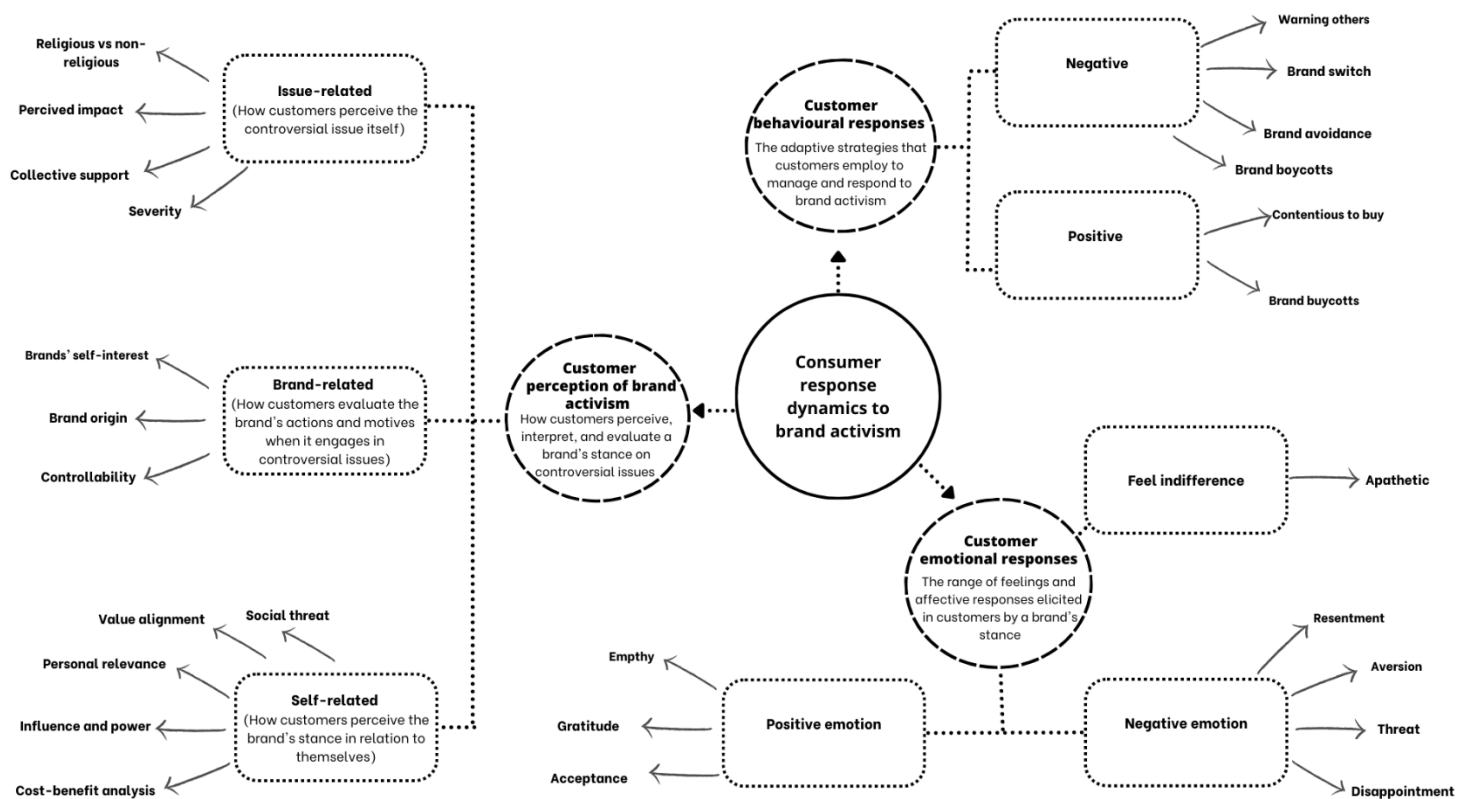 Religious vs non-
religious
Percived impact
Collective support
Severity
Issue-related
(How customers perceive the
controversial issue itself)
Brands' self-interest
Brand origin
Controllability
Brand-related
(How customers evaluate the
brand's actions and motives
when it engages in
controversial issues)
Value alignment
Social threat
Personal relevance
Influence and power
Cost-benefit analysis
Self-related
(How customers perceive the
brand's stance in relation to
themselves)
Customer
perception of brand
activism
How customers perceive,
interpret, and evaluate a
brand's stance on
controversial issues
Consumer
response
dynamics to
brand activism
Customer
behavioural responses
The adaptive strategies that
customers employ to
manage and respond to
brand activism
Negative
Warning others
Brand switch
Brand avoidance
Brand boycotts
Positive
Contentious to buy
Brand buycotts
Customer
emotional responses
The range of feelings and
affective responses elicited
in customers by a brand's
stance
Feel indifference
Apathetic
Positive emotion
Empthy
Gratitude
Acceptance
Negative emotion
Resentment
Aversion
Threat
Disappointment